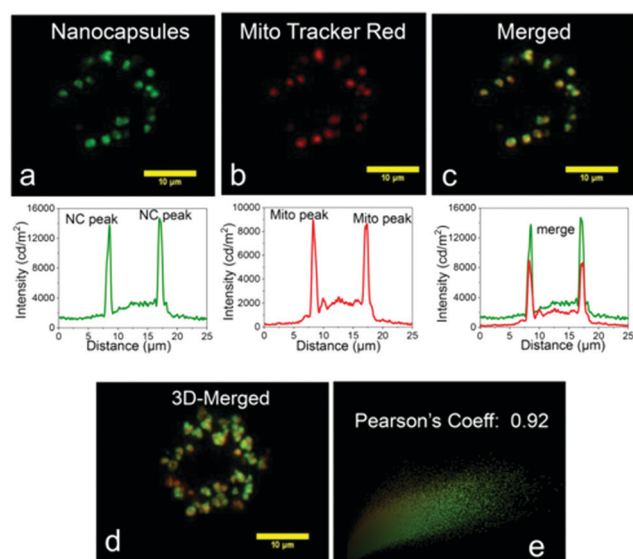 Nanocapsules
Mito Tracker Red
Merged
10 µm
10 µm
10 µm
a
b
c
16000
12000
8000
4000
0
Intensity (cd/m²)
NC peak
NC peak
0 5 10 15 20 25
Distance (µm)
10000
8000
6000
4000
2000
0
Intensity (cd/m²)
Mito peak
Mito peak
0 5 10 15 20 25
Distance (µm)
16000
12000
8000
4000
0
Intensity (cd/m²)
merge
0 5 10 15 20 25
Distance (µm)
3D-Merged
10 µm
d
Pearson's Coeff: 0.92
e